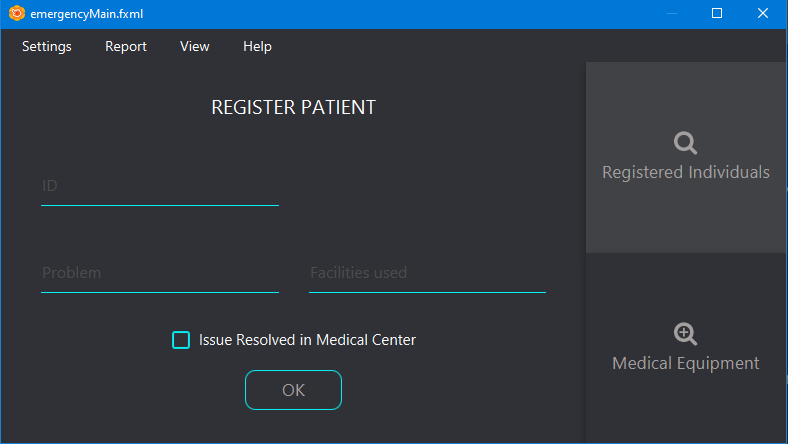 emergencyMain.fxml
Settings Report View Help
REGISTER PATIENT
ID
Problem Facilities used
Issue Resolved in Medical Center
OK
Registered Individuals
Medical Equipment